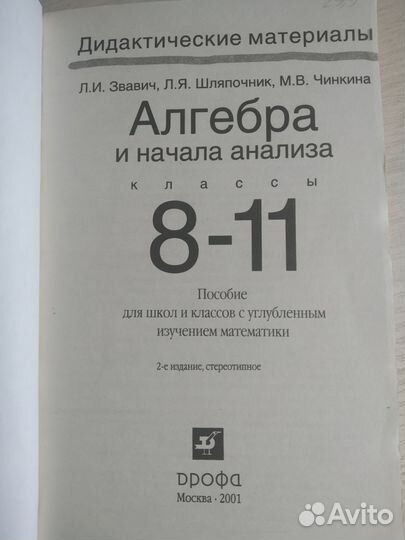 Дидактические материалы
Л.И. Звавич, Л.Я. Шляпочник, М.В. Чинкина
Алгебра
и начала анализа
классы
8-11
Пособие
для школ и классов с углубленным
изучением математики
2-е издание, стереотипное
дрофа
Москва · 2001
Avito